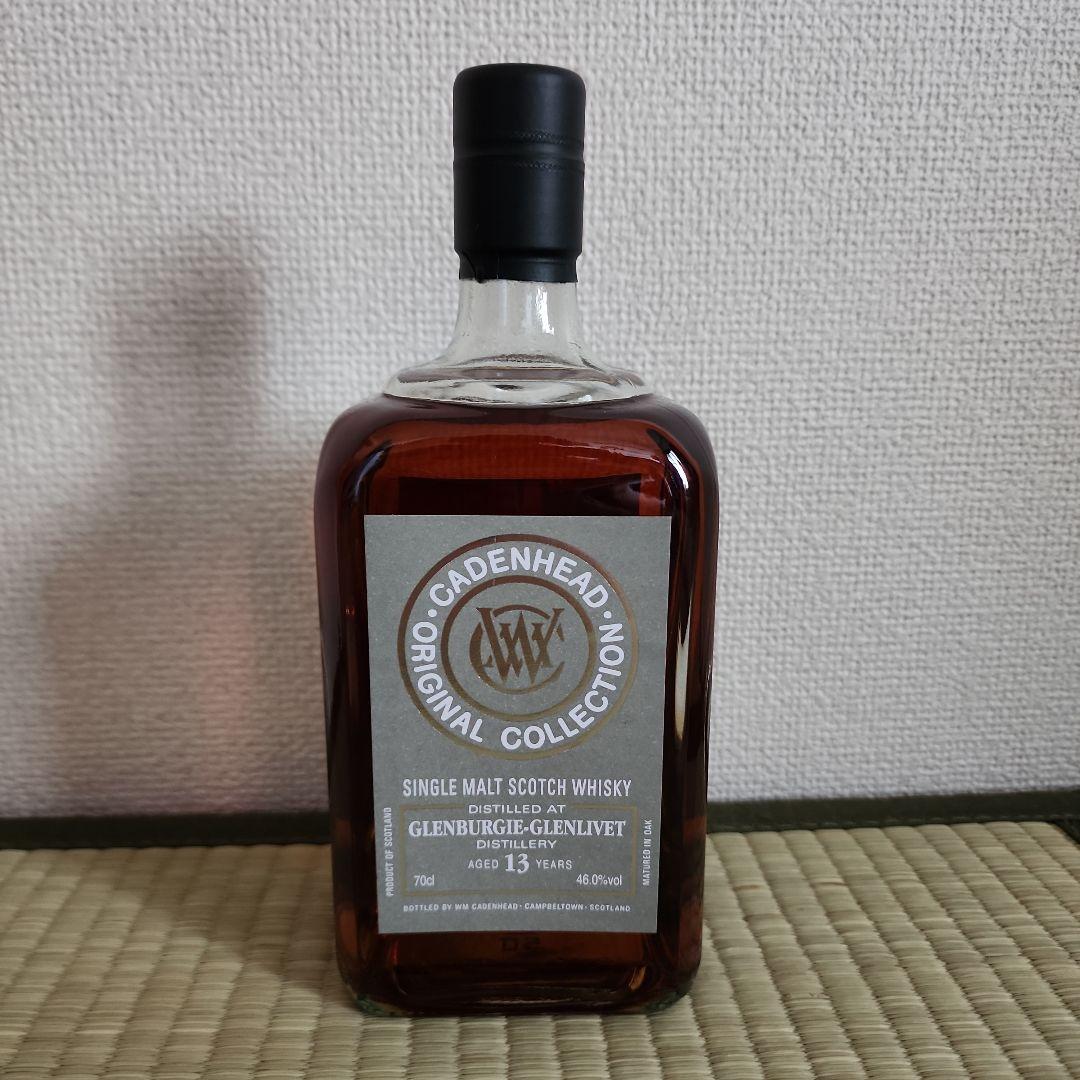 CADENHEAD
ORIGINAL COLLECTION
WC
SINGLE MALT SCOTCH WHISKY
DISTILLED AT
GLENBURGIE-GLENLIVET
DISTILLERY
AGED 13 YEARS
70cl 46.0%vol
PRODUCT OF SCOTLAND
MATURED IN OAK
BOTTLED BY WM CADENHEAD · CAMPBELTOWN · SCOTLAND